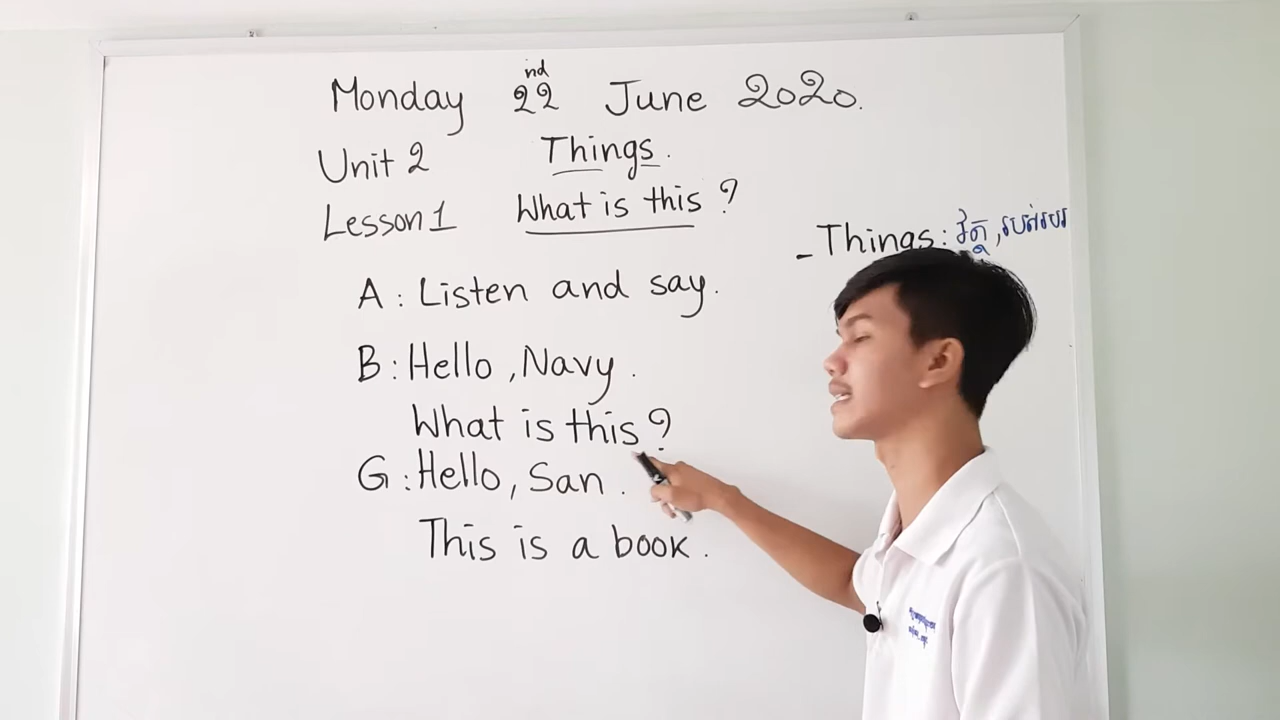 Monday 22nd June 2020.
Unit 2 Things.
Lesson 1 What is this ?
- Things: វត្ថុ, របស់របរ
A : Listen and say.
B : Hello , Navy .
What is this ?
G : Hello , San .
This is a book .